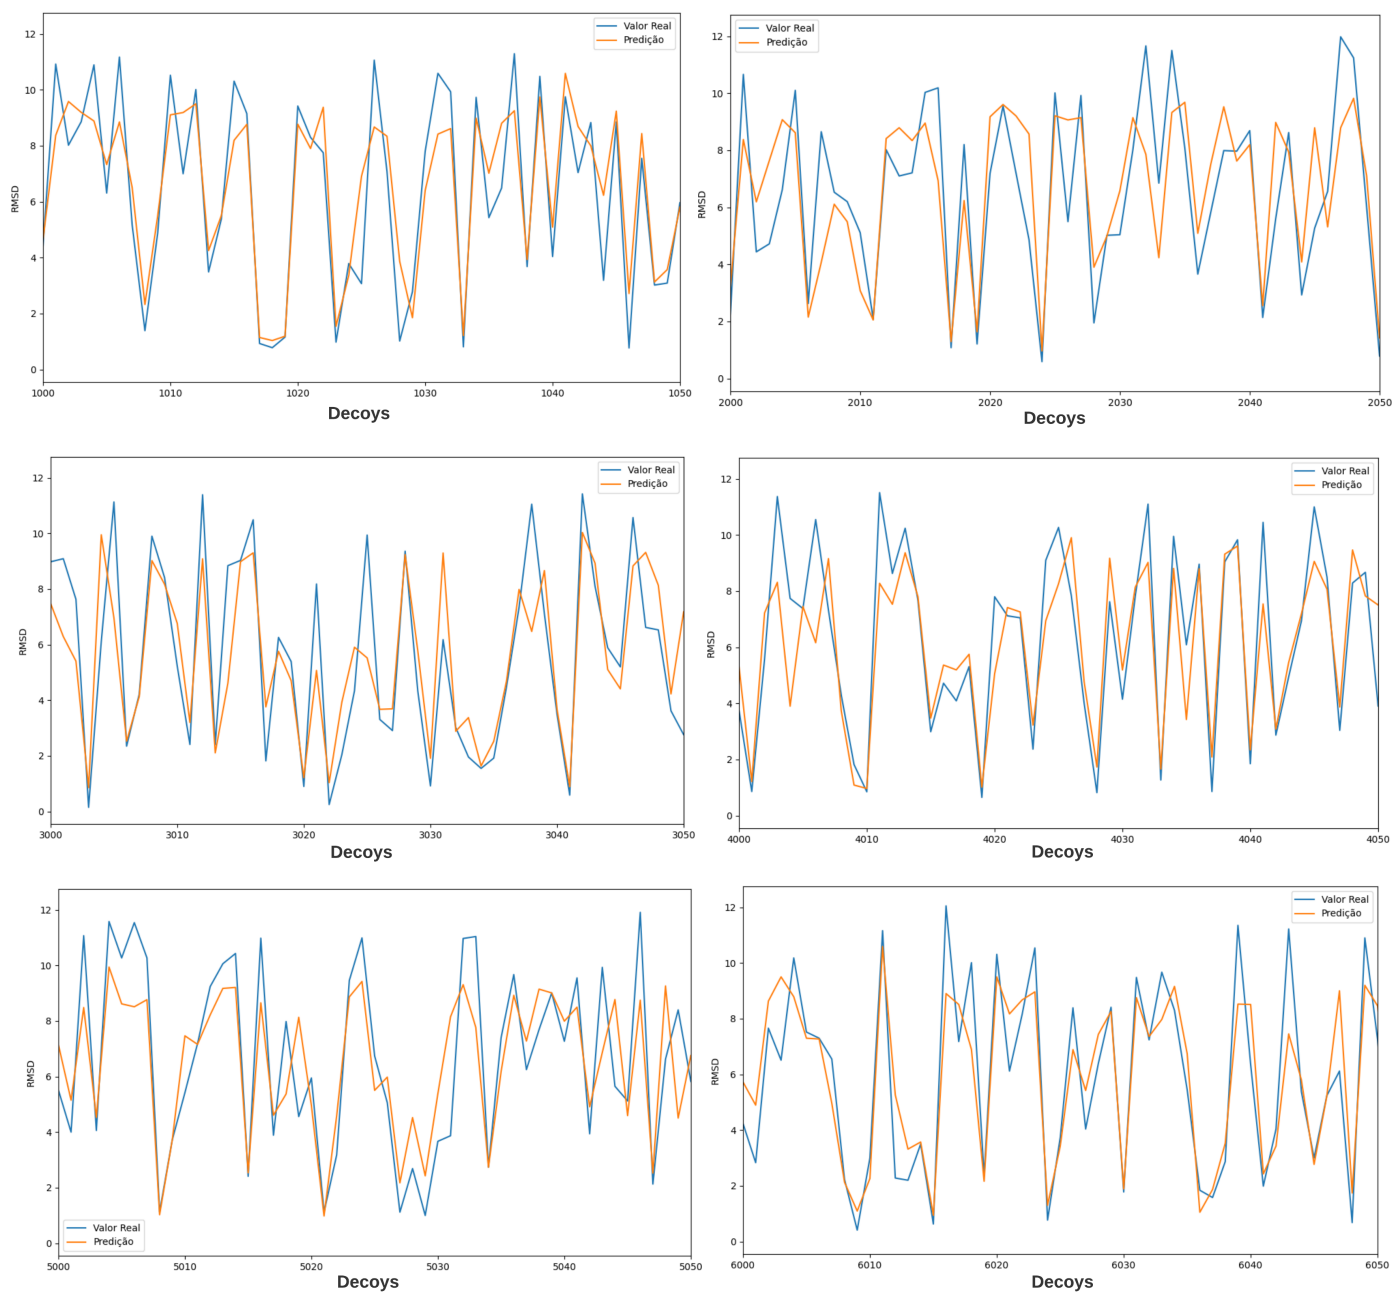 12
10
8
6
4
2
0
RMSD
Valor Real
Predição
1000 1010 1020 1030 1040 1050
Decoys
12
10
8
6
4
2
0
RMSD
Valor Real
Predição
2000 2010 2020 2030 2040 2050
Decoys
12
10
8
6
4
2
0
RMSD
Valor Real
Predição
3000 3010 3020 3030 3040 3050
Decoys
12
10
8
6
4
2
0
RMSD
Valor Real
Predição
4000 4010 4020 4030 4040 4050
Decoys
12
10
8
6
4
2
0
RMSD
Valor Real
Predição
5000 5010 5020 5030 5040 5050
Decoys
12
10
8
6
4
2
0
RMSD
Valor Real
Predição
6000 6010 6020 6030 6040 6050
Decoys